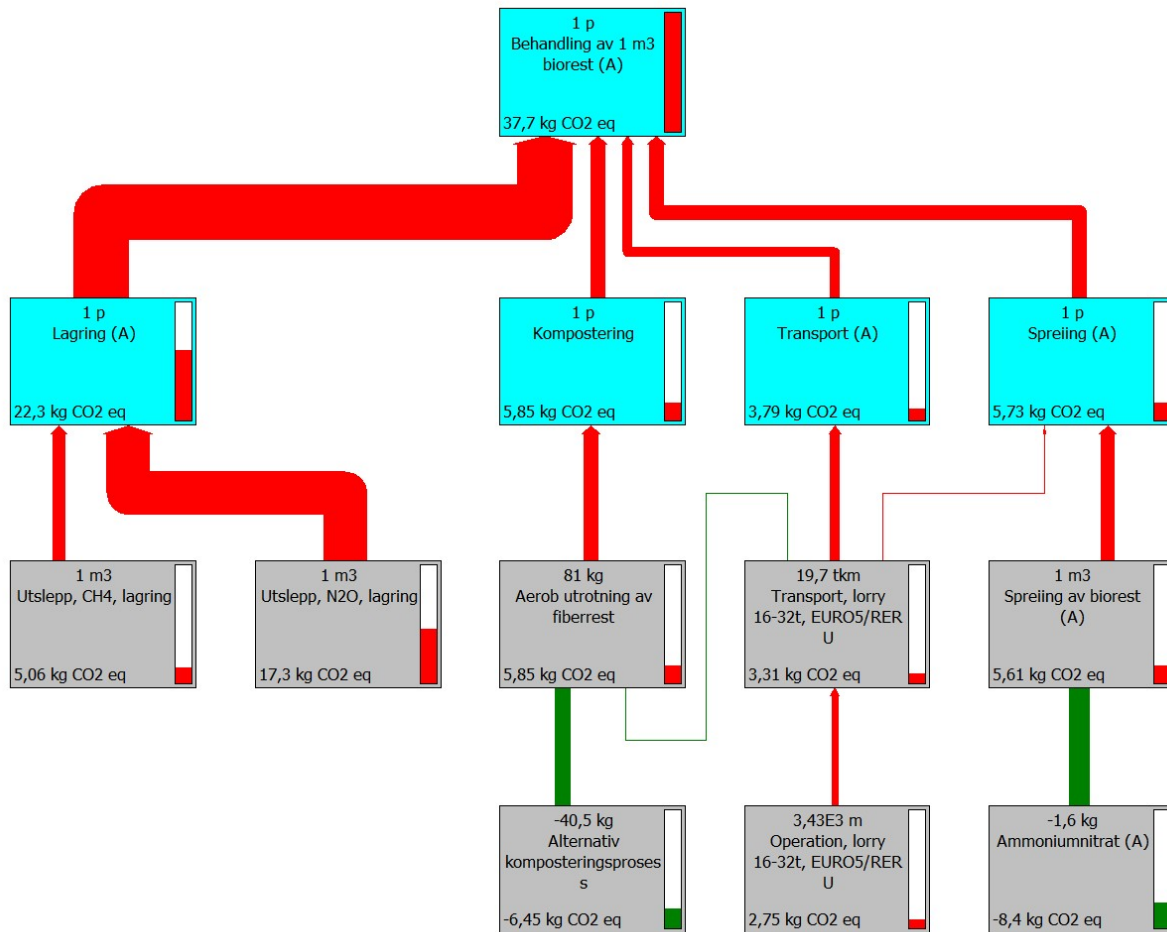 1 p
Behandling av 1 m3
biorest (A)
37,7 kg CO2 eq
1 p
Lagring (A)
22,3 kg CO2 eq
1 p
Kompostering
5,85 kg CO2 eq
1 p
Transport (A)
3,79 kg CO2 eq
1 p
Spreiing (A)
5,73 kg CO2 eq
1 m3
Utslepp, CH4, lagring
5,06 kg CO2 eq
1 m3
Utslepp, N2O, lagring
17,3 kg CO2 eq
81 kg
Aerob utrotning av
fiberrest
5,85 kg CO2 eq
19,7 tkm
Transport, lorry
16-32t, EURO5/RER
U
3,31 kg CO2 eq
1 m3
Spreiing av biorest
(A)
5,61 kg CO2 eq
-40,5 kg
Alternativ
komposteringsproses
s
-6,45 kg CO2 eq
3,43E3 m
Operation, lorry
16-32t, EURO5/RER
U
2,75 kg CO2 eq
-1,6 kg
Ammoniumnitrat (A)
-8,4 kg CO2 eq